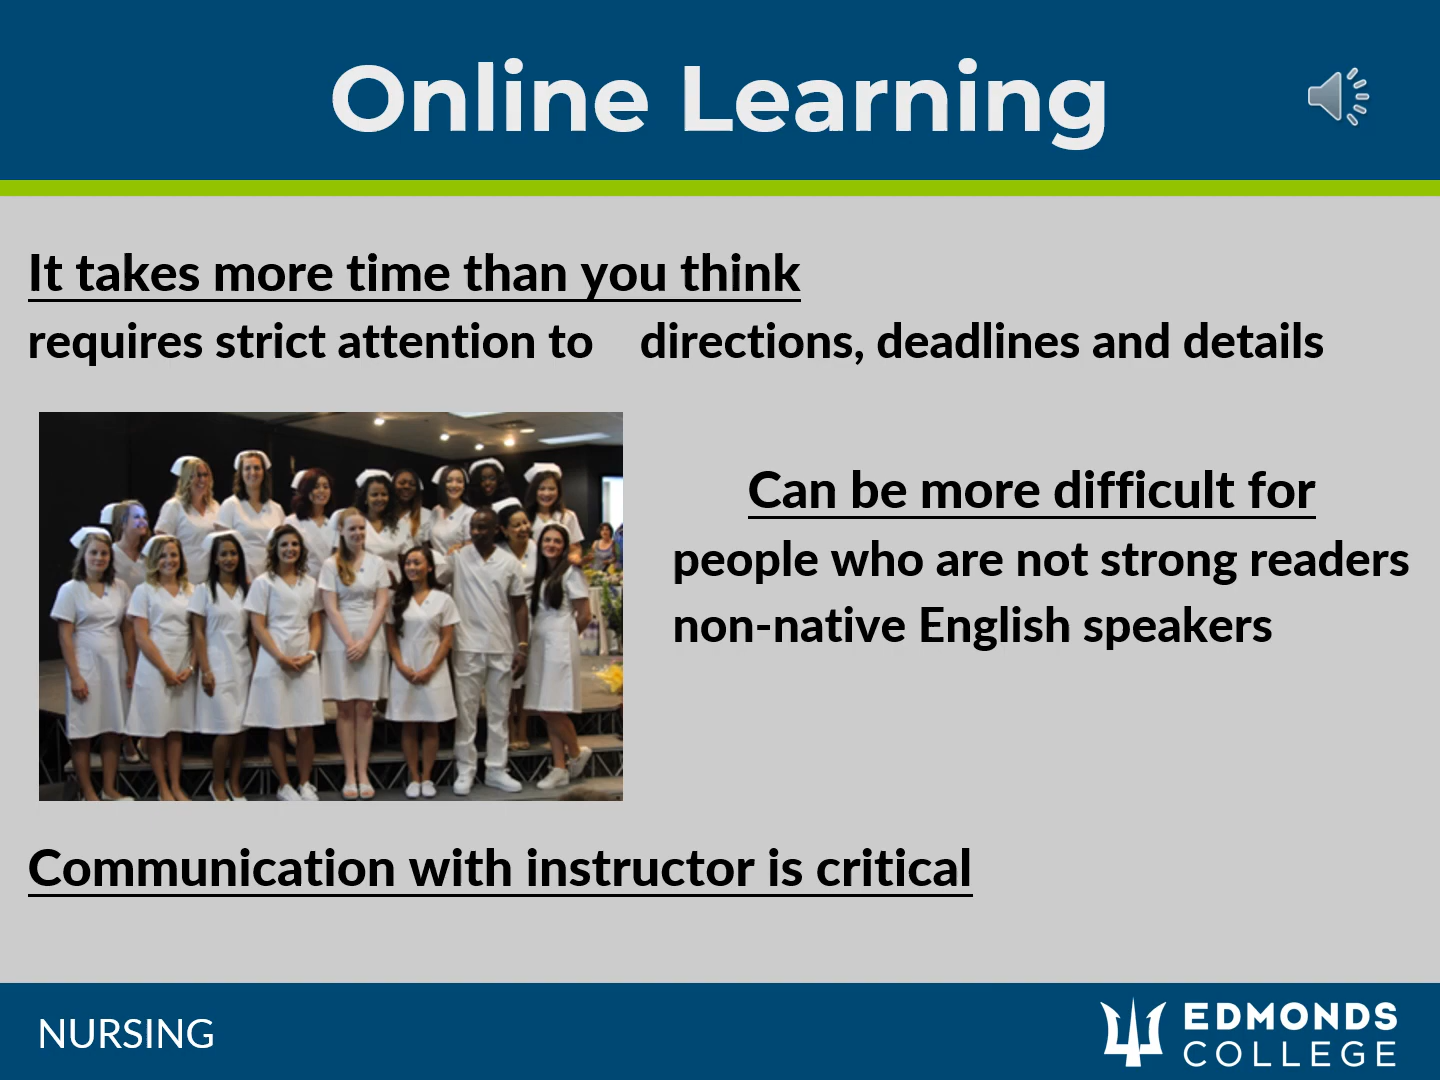 Online Learning
It takes more time than you think
requires strict attention to directions, deadlines and details
Can be more difficult for
people who are not strong readers
non-native English speakers
Communication with instructor is critical
NURSING
EDMONDS
COLLEGE